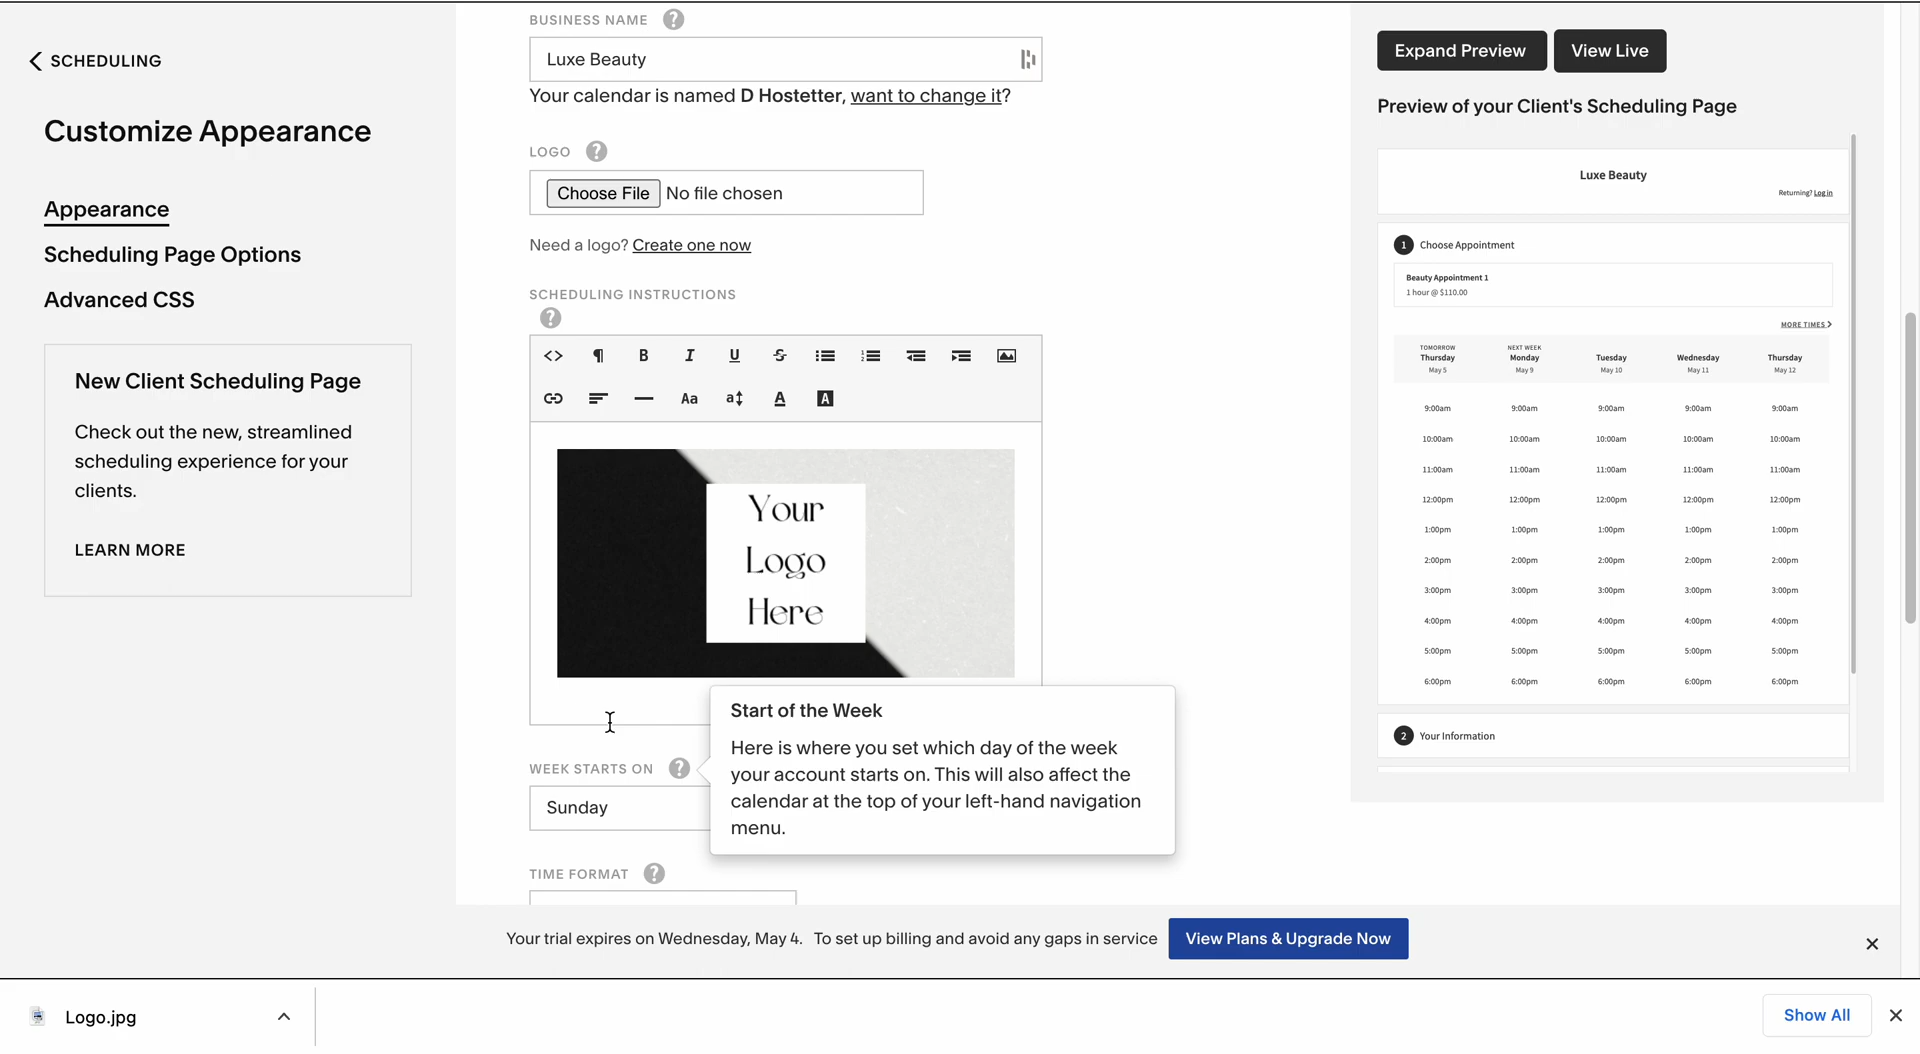 SCHEDULING
Customize Appearance
Appearance
Scheduling Page Options
Advanced CSS
New Client Scheduling Page
Check out the new, streamlined
scheduling experience for your
clients.
LEARN MORE
BUSINESS NAME ?
Luxe Beauty
Your calendar is named D Hostetter, want to change it?
LOGO ?
Choose File No file chosen
Need a logo? Create one now
SCHEDULING INSTRUCTIONS
?
<> ¶ B I U S
Aa a A A
Your
Logo
Here
WEEK STARTS ON ?
Sunday
Start of the Week
Here is where you set which day of the week
your account starts on. This will also affect the
calendar at the top of your left-hand navigation
menu.
TIME FORMAT ?
Expand Preview View Live
Preview of your Client's Scheduling Page
Luxe Beauty
Returning? Log in
1 Choose Appointment
Beauty Appointment 1
1 hour @ $110.00
MORE TIMES
TOMORROW NEXT WEEK
Thursday Monday Tuesday Wednesday Thursday
May 5 May 9 May 10 May 11 May 12
9:00am 9:00am 9:00am 9:00am 9:00am
10:00am 10:00am 10:00am 10:00am 10:00am
11:00am 11:00am 11:00am 11:00am 11:00am
12:00pm 12:00pm 12:00pm 12:00pm 12:00pm
1:00pm 1:00pm 1:00pm 1:00pm 1:00pm
2:00pm 2:00pm 2:00pm 2:00pm 2:00pm
3:00pm 3:00pm 3:00pm 3:00pm 3:00pm
4:00pm 4:00pm 4:00pm 4:00pm 4:00pm
5:00pm 5:00pm 5:00pm 5:00pm 5:00pm
6:00pm 6:00pm 6:00pm 6:00pm 6:00pm
2 Your Information
Your trial expires on Wednesday, May 4. To set up billing and avoid any gaps in service View Plans & Upgrade Now
Logo.jpg
Show All